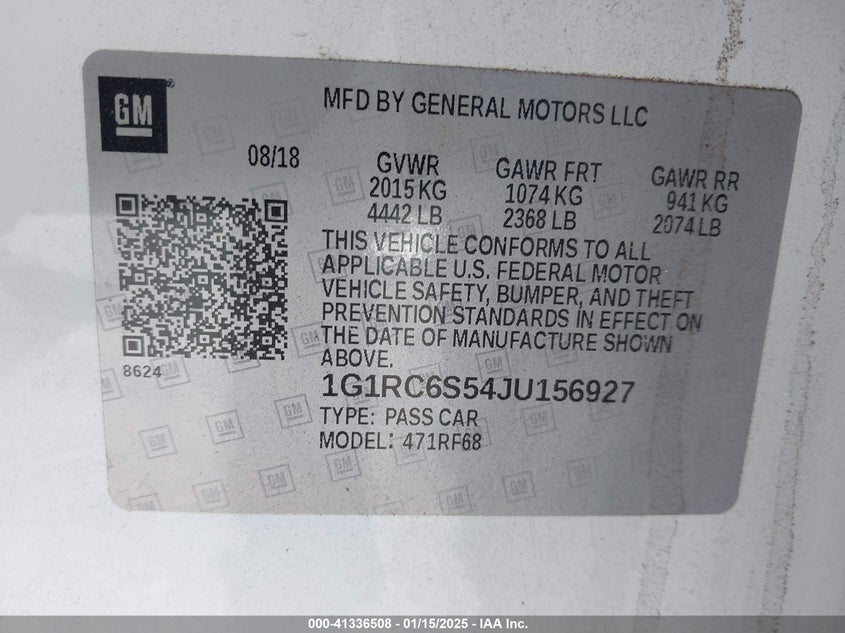 GM
MFD BY GENERAL MOTORS LLC
08/18
GVWR GAWR FRT GAWR RR
2015 KG 1074 KG 941 KG
4442 LB 2368 LB 2074 LB
THIS VEHICLE CONFORMS TO ALL
APPLICABLE U.S. FEDERAL MOTOR
VEHICLE SAFETY, BUMPER, AND THEFT
PREVENTION STANDARDS IN EFFECT ON
THE DATE OF MANUFACTURE SHOWN
ABOVE.
8624
1G1RC6S54JU156927
TYPE: PASS CAR
MODEL: 471RF68
000-41336508 - 01/15/2025 - IAA Inc.